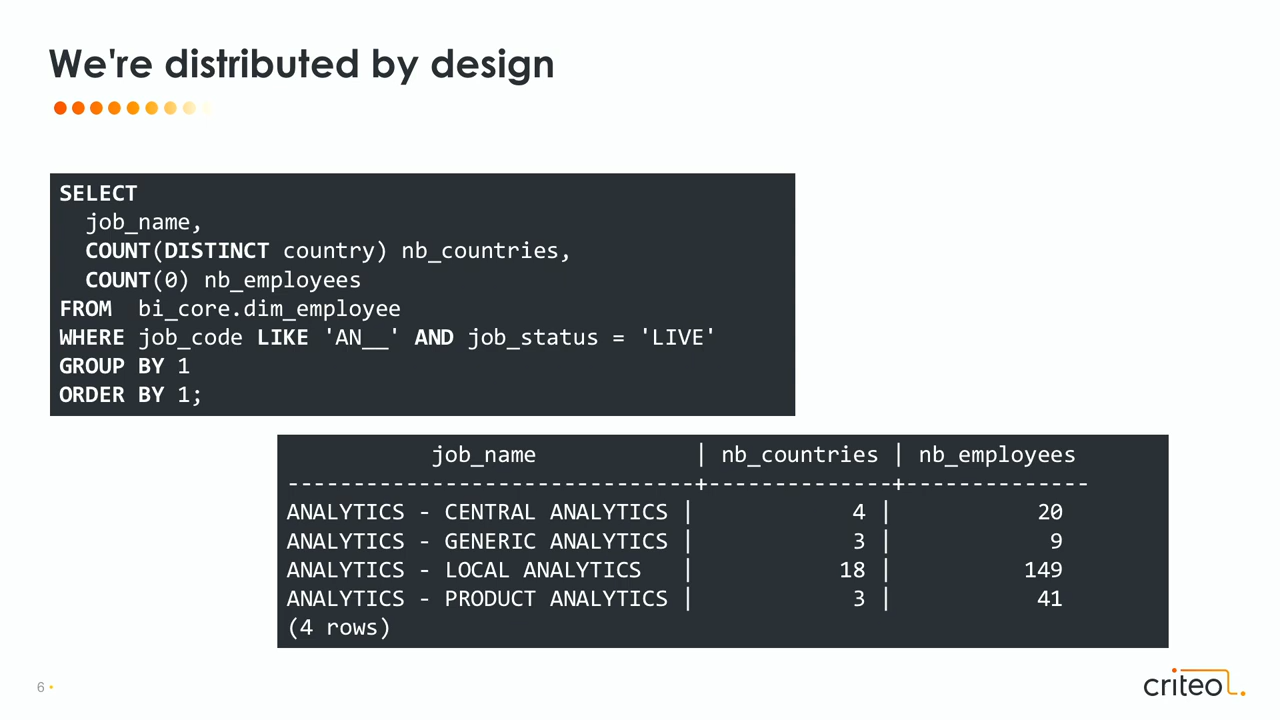 We're distributed by design
SELECT
job_name,
COUNT(DISTINCT country) nb_countries,
COUNT(0) nb_employees
FROM  bi_core.dim_employee
WHERE job_code LIKE 'AN__' AND job_status = 'LIVE'
GROUP BY 1
ORDER BY 1;
job_name | nb_countries | nb_employees
---------------------------------+--------------+--------------
ANALYTICS - CENTRAL ANALYTICS | 4 | 20
ANALYTICS - GENERIC ANALYTICS | 3 | 9
ANALYTICS - LOCAL ANALYTICS | 18 | 149
ANALYTICS - PRODUCT ANALYTICS | 3 | 41
(4 rows)
6
criteo